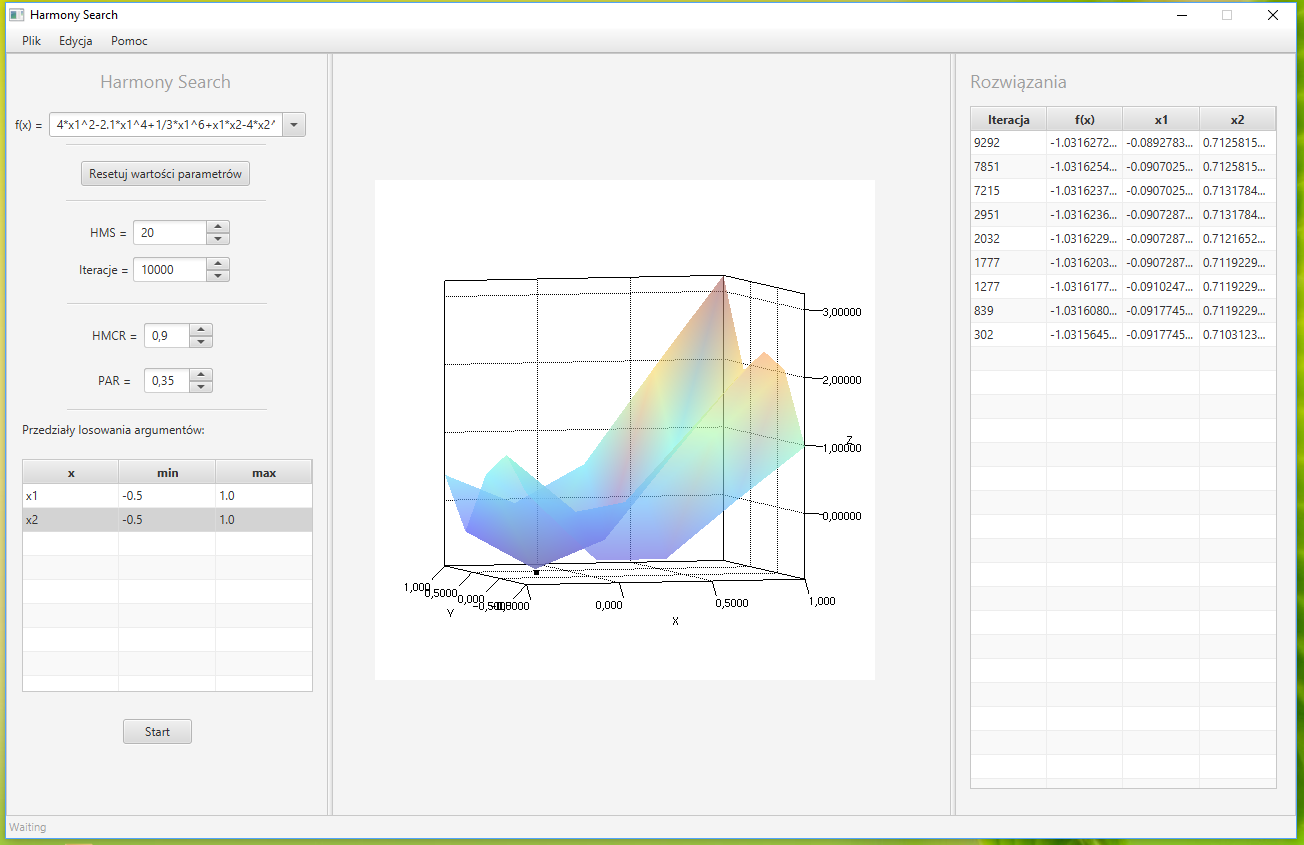 Harmony Search
Plik Edycja Pomoc
Harmony Search
f(x) = 4*x1^2-2.1*x1^4+1/3*x1^6+x1*x2-4*x2^
Resetuj wartości parametrów
HMS = 20
Iteracje = 10000
HMCR = 0,9
PAR = 0,35
Przedziały losowania argumentów:
x min max
x1 -0.5 1.0
x2 -0.5 1.0
Start
3,00000
2,00000
Z
1,00000
0,00000
1,000
0,5000
0,000
Y
0,000
0,5000
1,000
X
Rozwiązania
Iteracja f(x) x1 x2
9292 -1.0316272... -0.0892783... 0.7125815...
7851 -1.0316254... -0.0907025... 0.7125815...
7215 -1.0316237... -0.0907025... 0.7131784...
2951 -1.0316236... -0.0907287... 0.7131784...
2032 -1.0316229... -0.0907287... 0.7121652...
1777 -1.0316203... -0.0907287... 0.7119229...
1277 -1.0316177... -0.0910247... 0.7119229...
839 -1.0316080... -0.0917745... 0.7119229...
302 -1.0315645... -0.0917745... 0.7103123...
Waiting